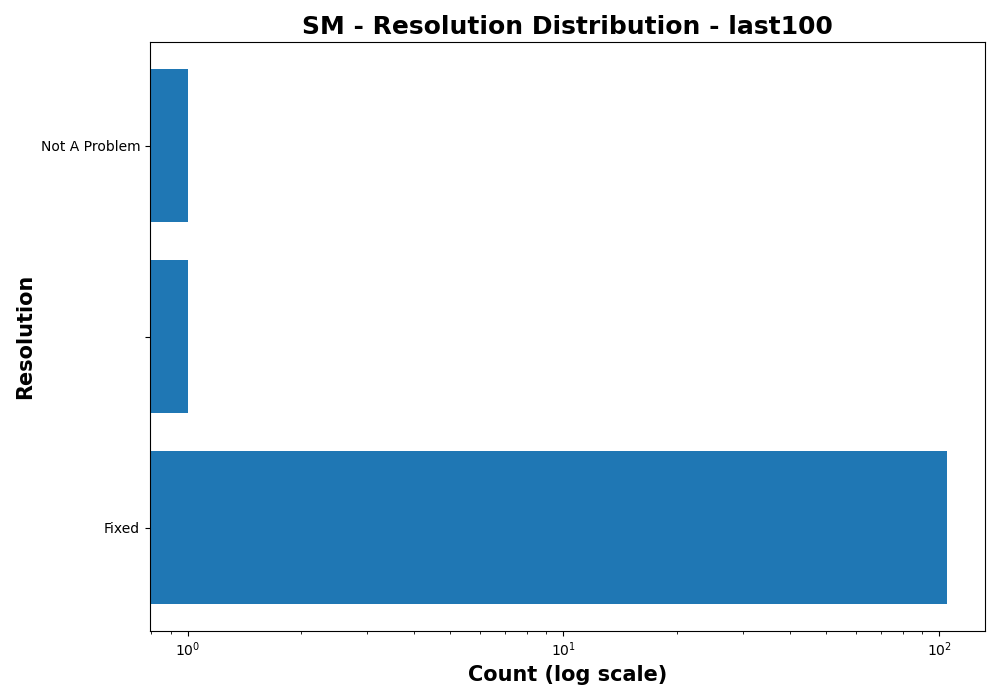 SM - Resolution Distribution - last100
Not A Problem
Resolution
Fixed
10⁰
10¹
10²
Count (log scale)